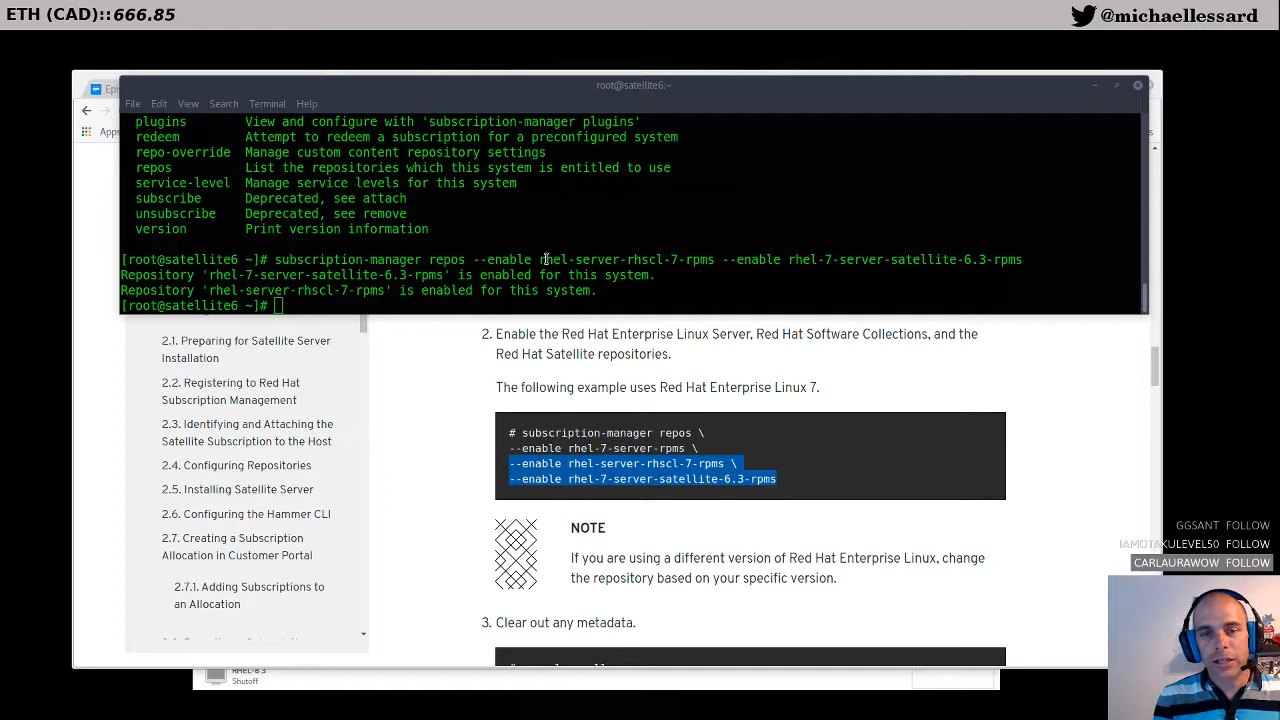 ETH (CAD)::666.85
@michaellessard
root@satellite6:~
File Edit View Search Terminal Help
plugins View and configure with 'subscription-manager plugins'
redeem Attempt to redeem a subscription for a preconfigured system
repo-override Manage custom content repository settings
repos List the repositories which this system is entitled to use
service-level Manage service levels for this system
subscribe Deprecated, see attach
unsubscribe Deprecated, see remove
version Print version information
[root@satellite6 ~]# subscription-manager repos --enable rhel-server-rhscl-7-rpms --enable rhel-7-server-satellite-6.3-rpms
Repository 'rhel-7-server-satellite-6.3-rpms' is enabled for this system.
Repository 'rhel-server-rhscl-7-rpms' is enabled for this system.
[root@satellite6 ~]#
Apps
2.1. Preparing for Satellite Server
Installation
2.2. Registering to Red Hat
Subscription Management
2.3. Identifying and Attaching the
Satellite Subscription to the Host
2.4. Configuring Repositories
2.5. Installing Satellite Server
2.6. Configuring the Hammer CLI
2.7. Creating a Subscription
Allocation in Customer Portal
2.7.1. Adding Subscriptions to
an Allocation
2. Enable the Red Hat Enterprise Linux Server, Red Hat Software Collections, and the
Red Hat Satellite repositories.
The following example uses Red Hat Enterprise Linux 7.
# subscription-manager repos \
--enable rhel-7-server-rpms \
--enable rhel-server-rhscl-7-rpms \
--enable rhel-7-server-satellite-6.3-rpms
NOTE
If you are using a different version of Red Hat Enterprise Linux, change
the repository based on your specific version.
3. Clear out any metadata.
GGSANT FOLLOW
IAMOTAKULEVEL50 FOLLOW
CARLAURAWOW FOLLOW
RHEL-8.3
Shutoff